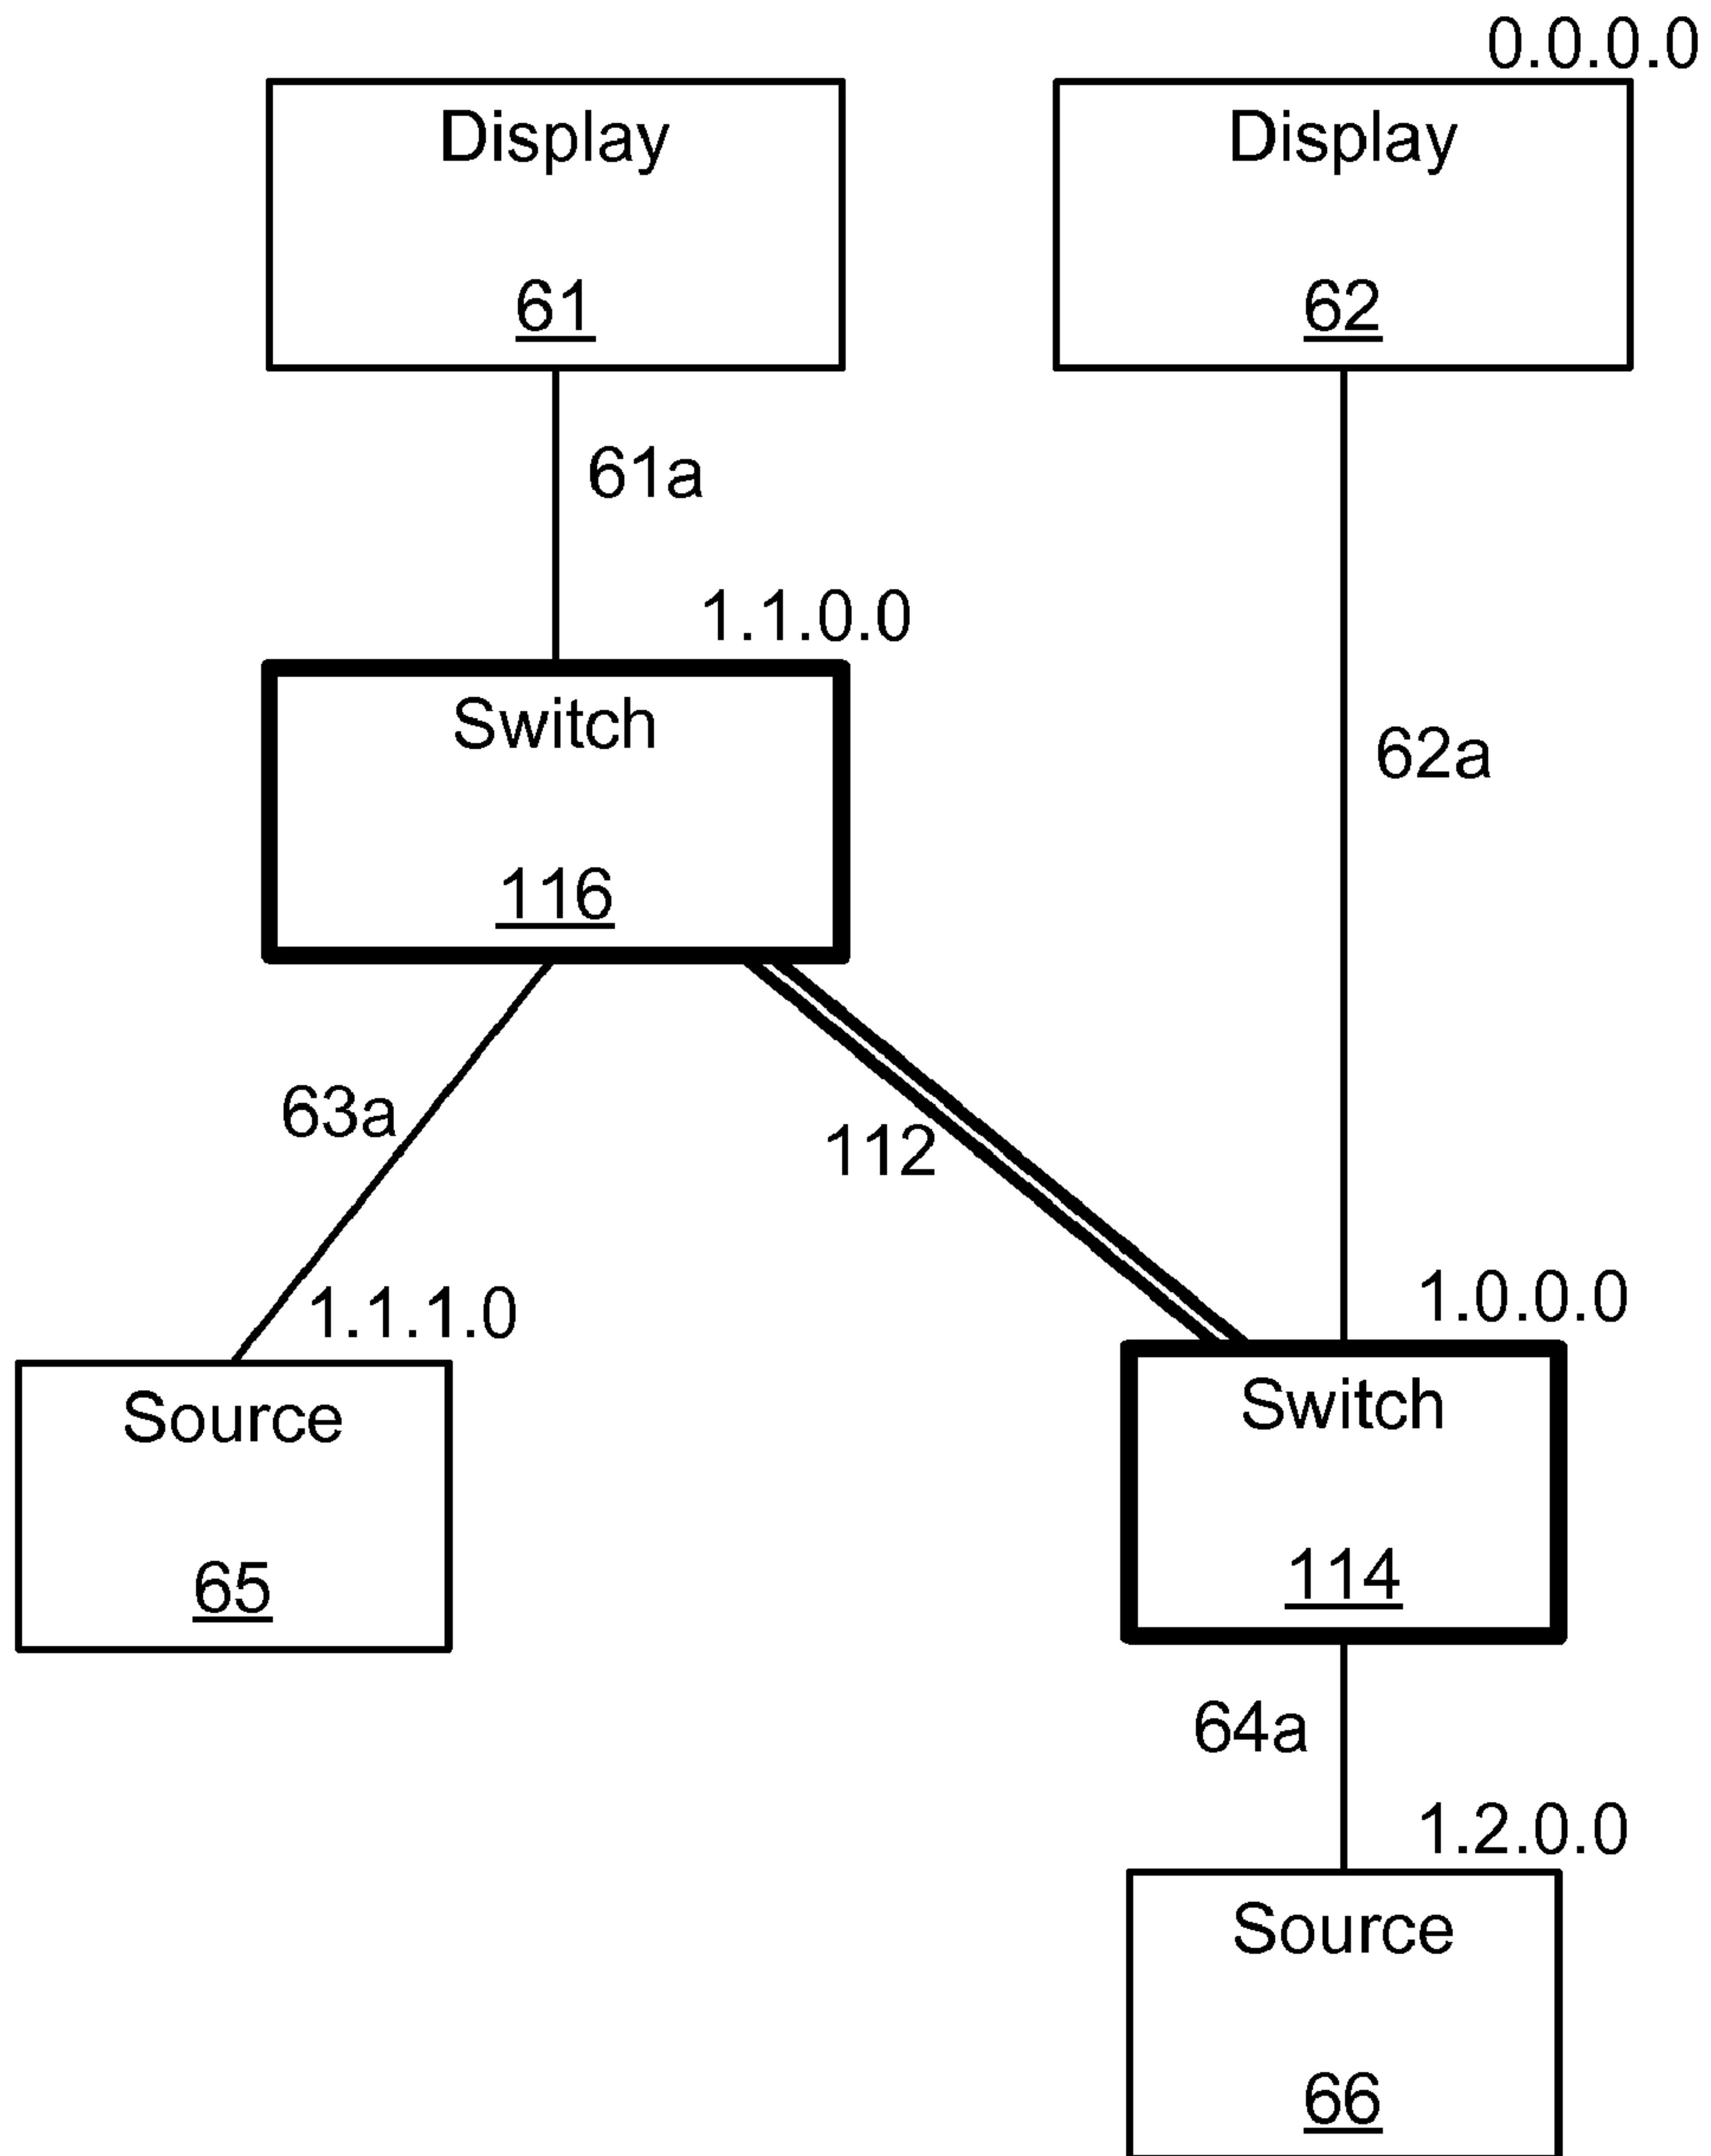 0.0.0.0
Display
61
Display
62
61a
1.1.0.0
Switch
116
62a
63a
112
1.1.1.0
Source
65
1.0.0.0
Switch
114
64a
1.2.0.0
Source
66